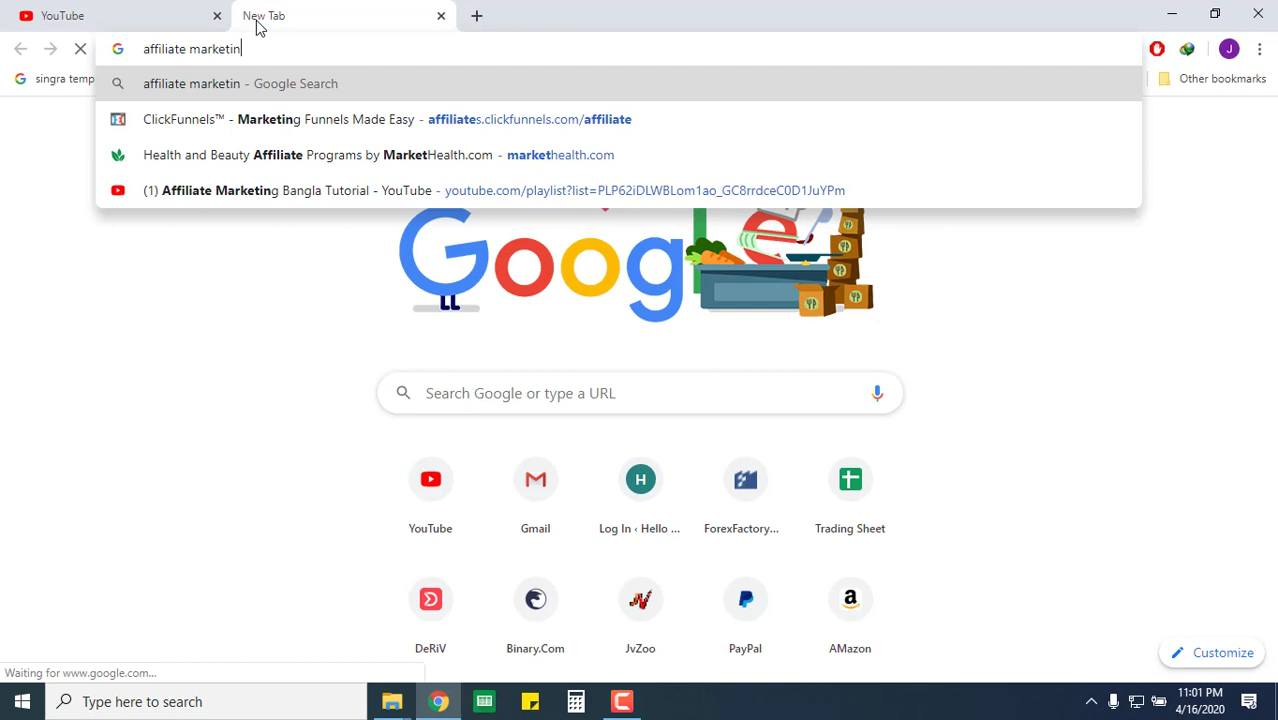 YouTube
New Tab
affiliate marketin
singra temp
Other bookmarks
J
affiliate marketin - Google Search
ClickFunnels™ - Marketing Funnels Made Easy - affiliates.clickfunnels.com/affiliate
Health and Beauty Affiliate Programs by MarketHealth.com - markethealth.com
(1) Affiliate Marketing Bangla Tutorial - YouTube - youtube.com/playlist?list=PLP62iDLWBLom1ao_GC8rrdceC0D1JuYPm
Google
Search Google or type a URL
H
YouTube
Gmail
Log In ‹ Hello ...
ForexFactory...
Trading Sheet
DeRiV
Binary.Com
JvZoo
PayPal
AMazon
Customize
Waiting for www.google.com...
Type here to search
11:01 PM
4/16/2020